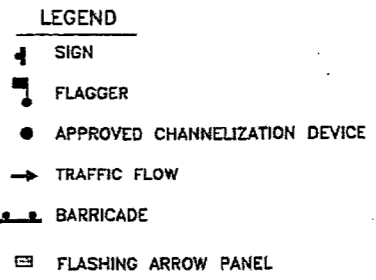 LEGEND
SIGN
FLAGGER
APPROVED CHANNELIZATION DEVICE
TRAFFIC FLOW
BARRICADE
FLASHING ARROW PANEL